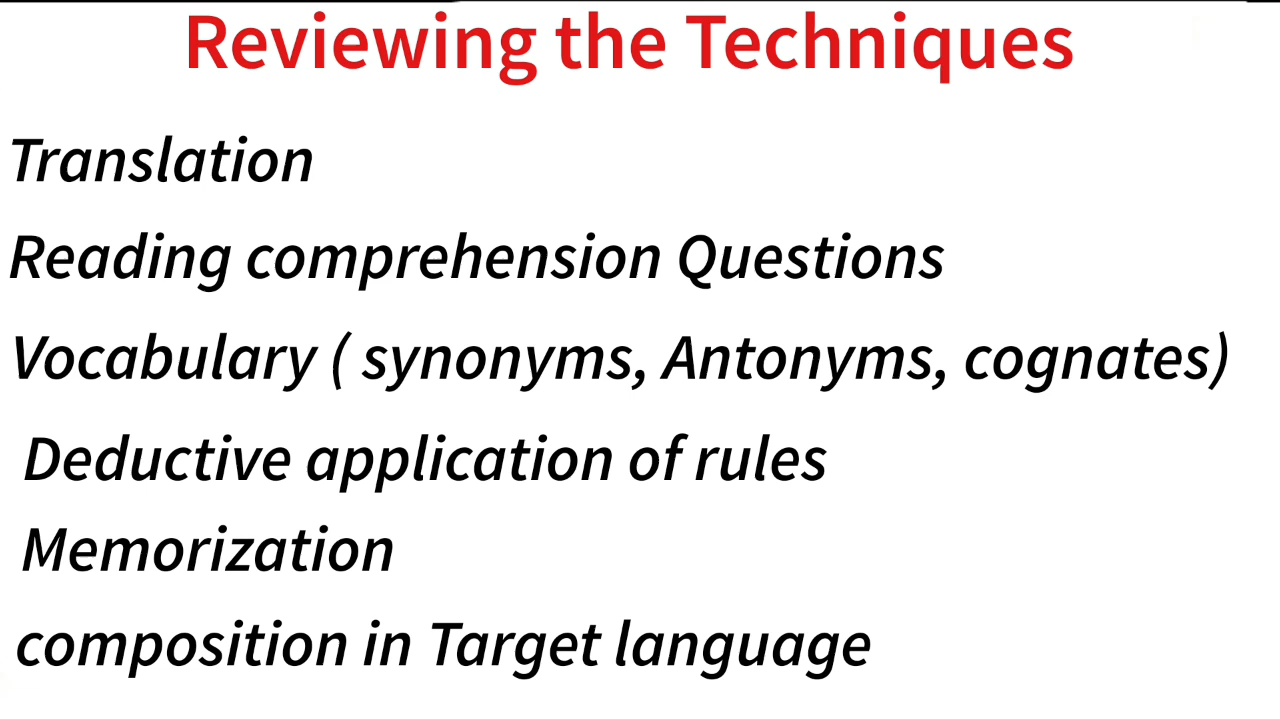 Reviewing the Techniques
Translation
Reading comprehension Questions
Vocabulary ( synonyms, Antonyms, cognates)
Deductive application of rules
Memorization
composition in Target language